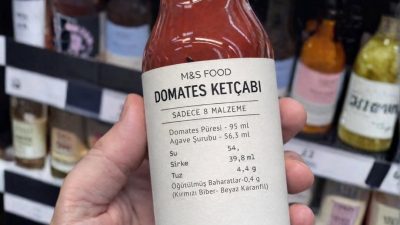 M&S FOOD
DOMATES KETÇABI
SADECE 8 MALZEME
Domates Püresi - 95 ml
Agave Şurubu - 56,3 ml
Su 54,
Sirke 39,8 ml
Tuz 4,4 g
Öğütülmüş Baharatlar-0,4 g
(Kırmızı Biber- Beyaz Karanfil)